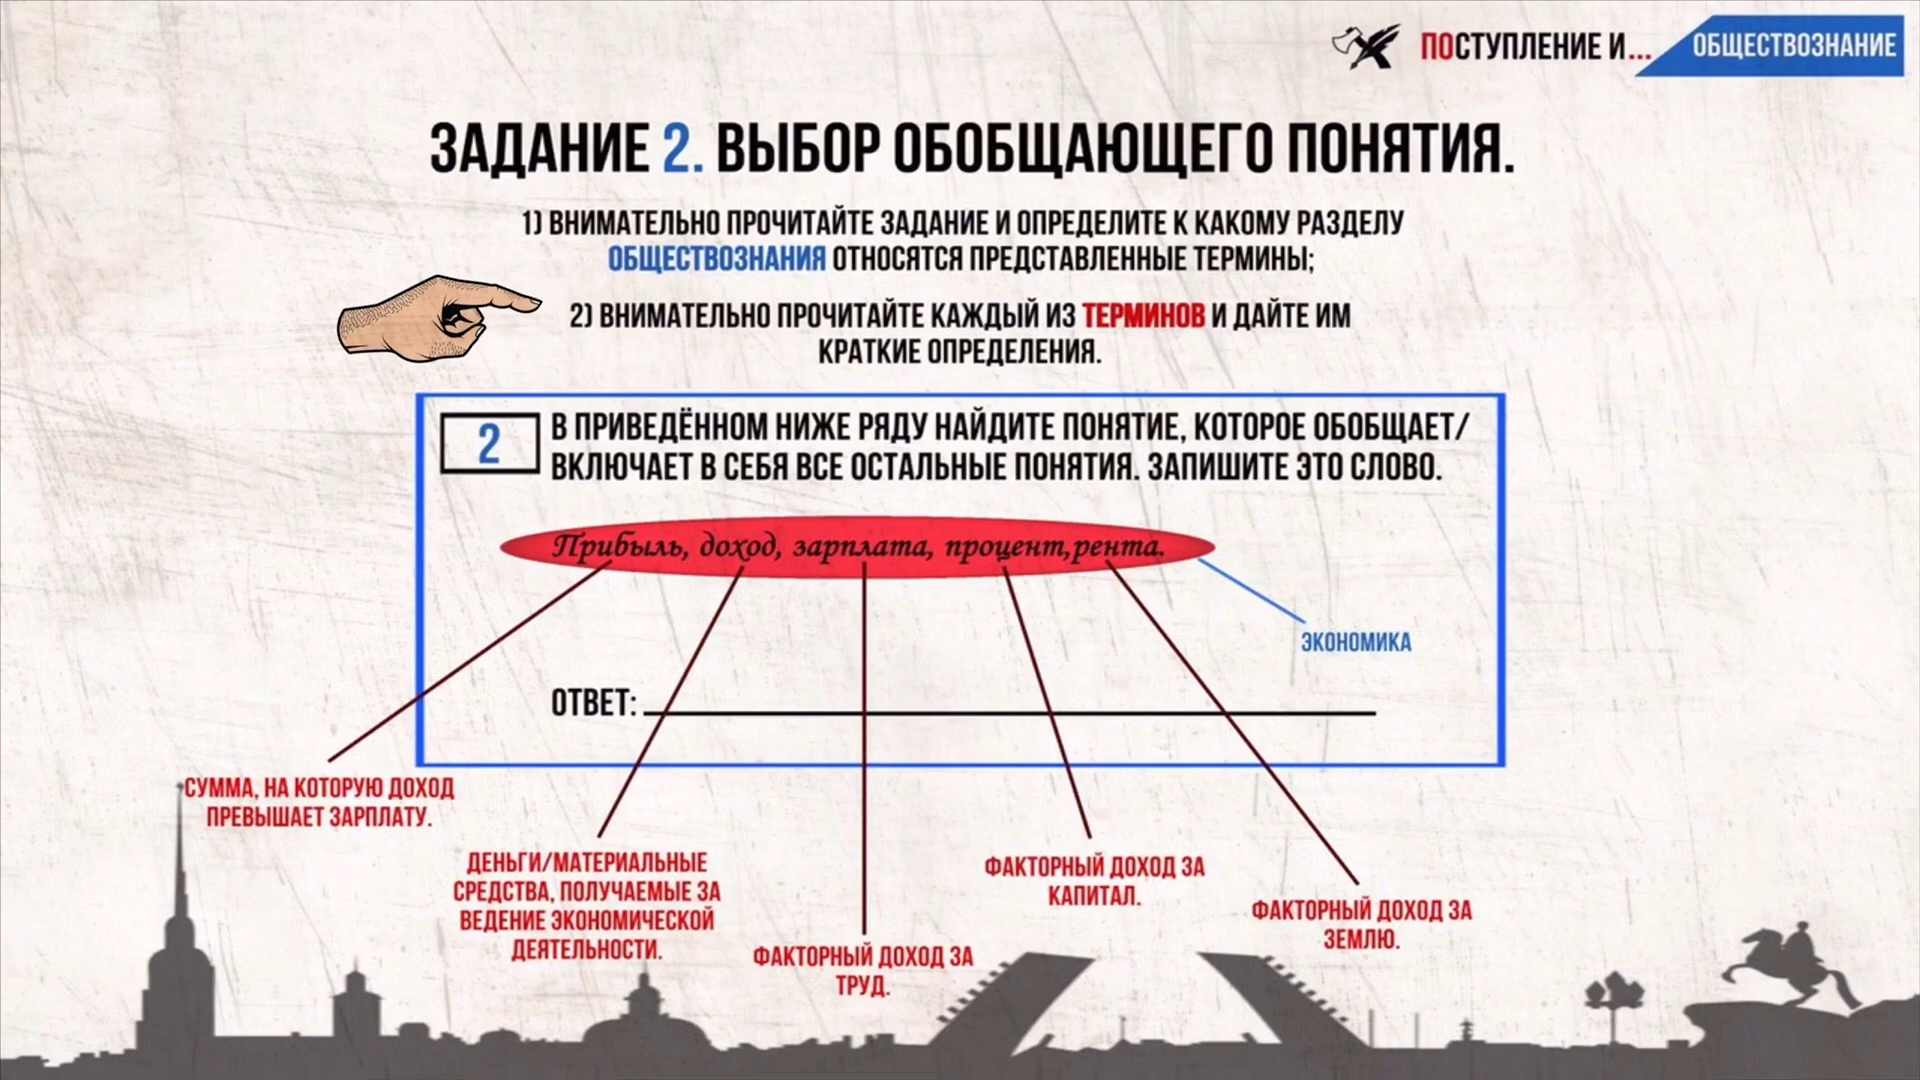 ПОСТУПЛЕНИЕ И...
ОБЩЕСТВОЗНАНИЕ
ЗАДАНИЕ 2. ВЫБОР ОБОБЩАЮЩЕГО ПОНЯТИЯ.
1) ВНИМАТЕЛЬНО ПРОЧИТАЙТЕ ЗАДАНИЕ И ОПРЕДЕЛИТЕ К КАКОМУ РАЗДЕЛУ
ОБЩЕСТВОЗНАНИЯ ОТНОСЯТСЯ ПРЕДСТАВЛЕННЫЕ ТЕРМИНЫ;
2) ВНИМАТЕЛЬНО ПРОЧИТАЙТЕ КАЖДЫЙ ИЗ ТЕРМИНОВ И ДАЙТЕ ИМ
КРАТКИЕ ОПРЕДЕЛЕНИЯ.
2
В ПРИВЕДЁННОМ НИЖЕ РЯДУ НАЙДИТЕ ПОНЯТИЕ, КОТОРОЕ ОБОБЩАЕТ/
ВКЛЮЧАЕТ В СЕБЯ ВСЕ ОСТАЛЬНЫЕ ПОНЯТИЯ. ЗАПИШИТЕ ЭТО СЛОВО.
Прибыль, доход, зарплата, процент,рента.
ЭКОНОМИКА
ОТВЕТ:
СУММА, НА КОТОРУЮ ДОХОД
ПРЕВЫШАЕТ ЗАРПЛАТУ.
ДЕНЬГИ/МАТЕРИАЛЬНЫЕ
СРЕДСТВА, ПОЛУЧАЕМЫЕ ЗА
ВЕДЕНИЕ ЭКОНОМИЧЕСКОЙ
ДЕЯТЕЛЬНОСТИ.
ФАКТОРНЫЙ ДОХОД ЗА
ТРУД.
ФАКТОРНЫЙ ДОХОД ЗА
КАПИТАЛ.
ФАКТОРНЫЙ ДОХОД ЗА
ЗЕМЛЮ.